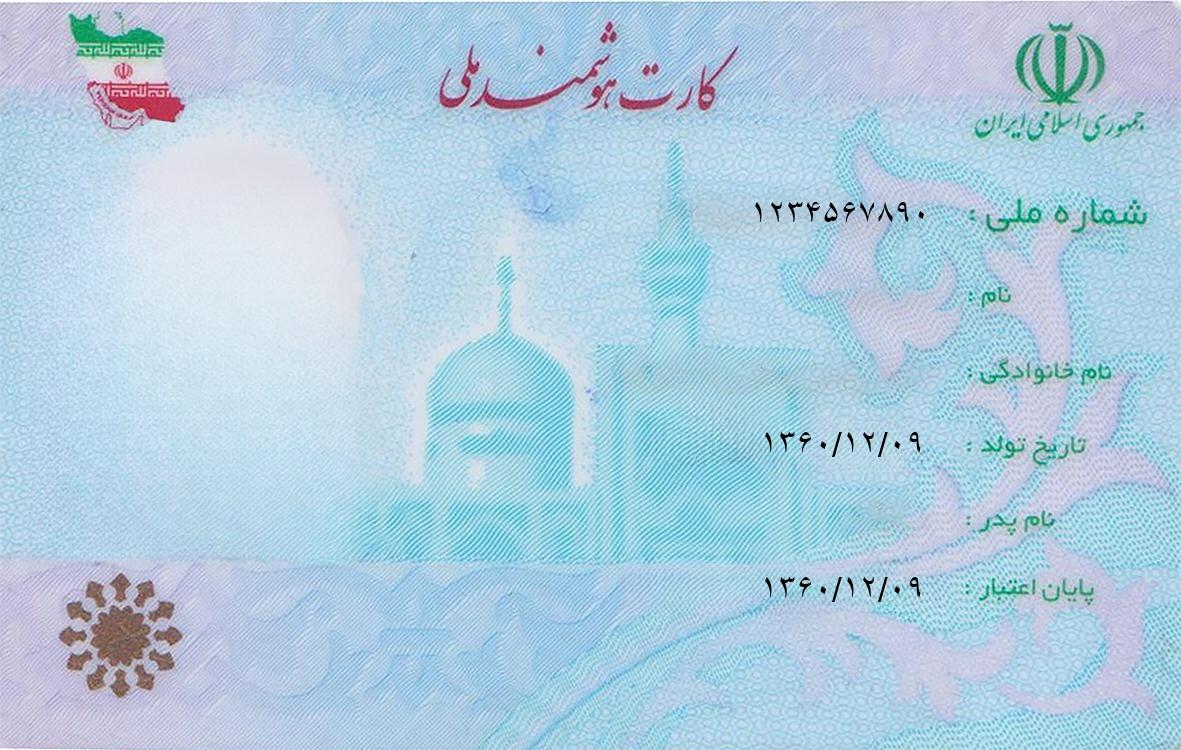 کارت هوشمند ملی
جمهوری اسلامی ایران
شماره ملی : ۱۲۳۴۵۶۷۸۹۰
نام :
نام خانوادگی :
تاریخ تولد : ۱۳۶۰/۱۲/۰۹
نام پدر :
پایان اعتبار : ۱۳۶۰/۱۲/۰۹